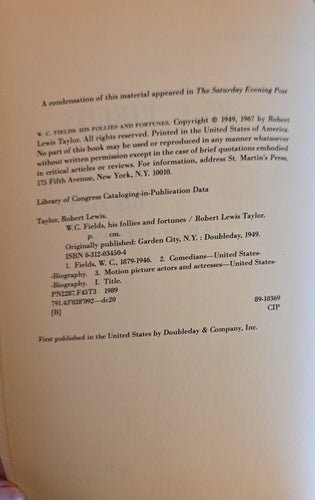 A condensation of this material appeared in The Saturday Evening Post
W. C. FIELDS: HIS FOLLIES AND FORTUNES. Copyright © 1949, 1967 by Robert
Lewis Taylor. All rights reserved. Printed in the United States of America.
No part of this book may be used or reproduced in any manner whatsoever
without written permission except in the case of brief quotations embodied
in critical articles or reviews. For information, address St. Martin's Press,
175 Fifth Avenue, New York, N.Y. 10010.
Library of Congress Cataloging-in-Publication Data
Taylor, Robert Lewis.
W.C. Fields, his follies and fortunes / Robert Lewis Taylor.
p. cm.
Originally published: Garden City, N.Y. : Doubleday, 1949.
ISBN 0-312-03450-4
1. Fields, W. C., 1879-1946. 2. Comedians—United States-
-Biography. 3. Motion picture actors and actresses—United States-
-Biography. I. Title.
PN2287.F45T3 1989
791.43'028'092—dc20 89-10369
[B] CIP
First published in the United States by Doubleday & Company, Inc.